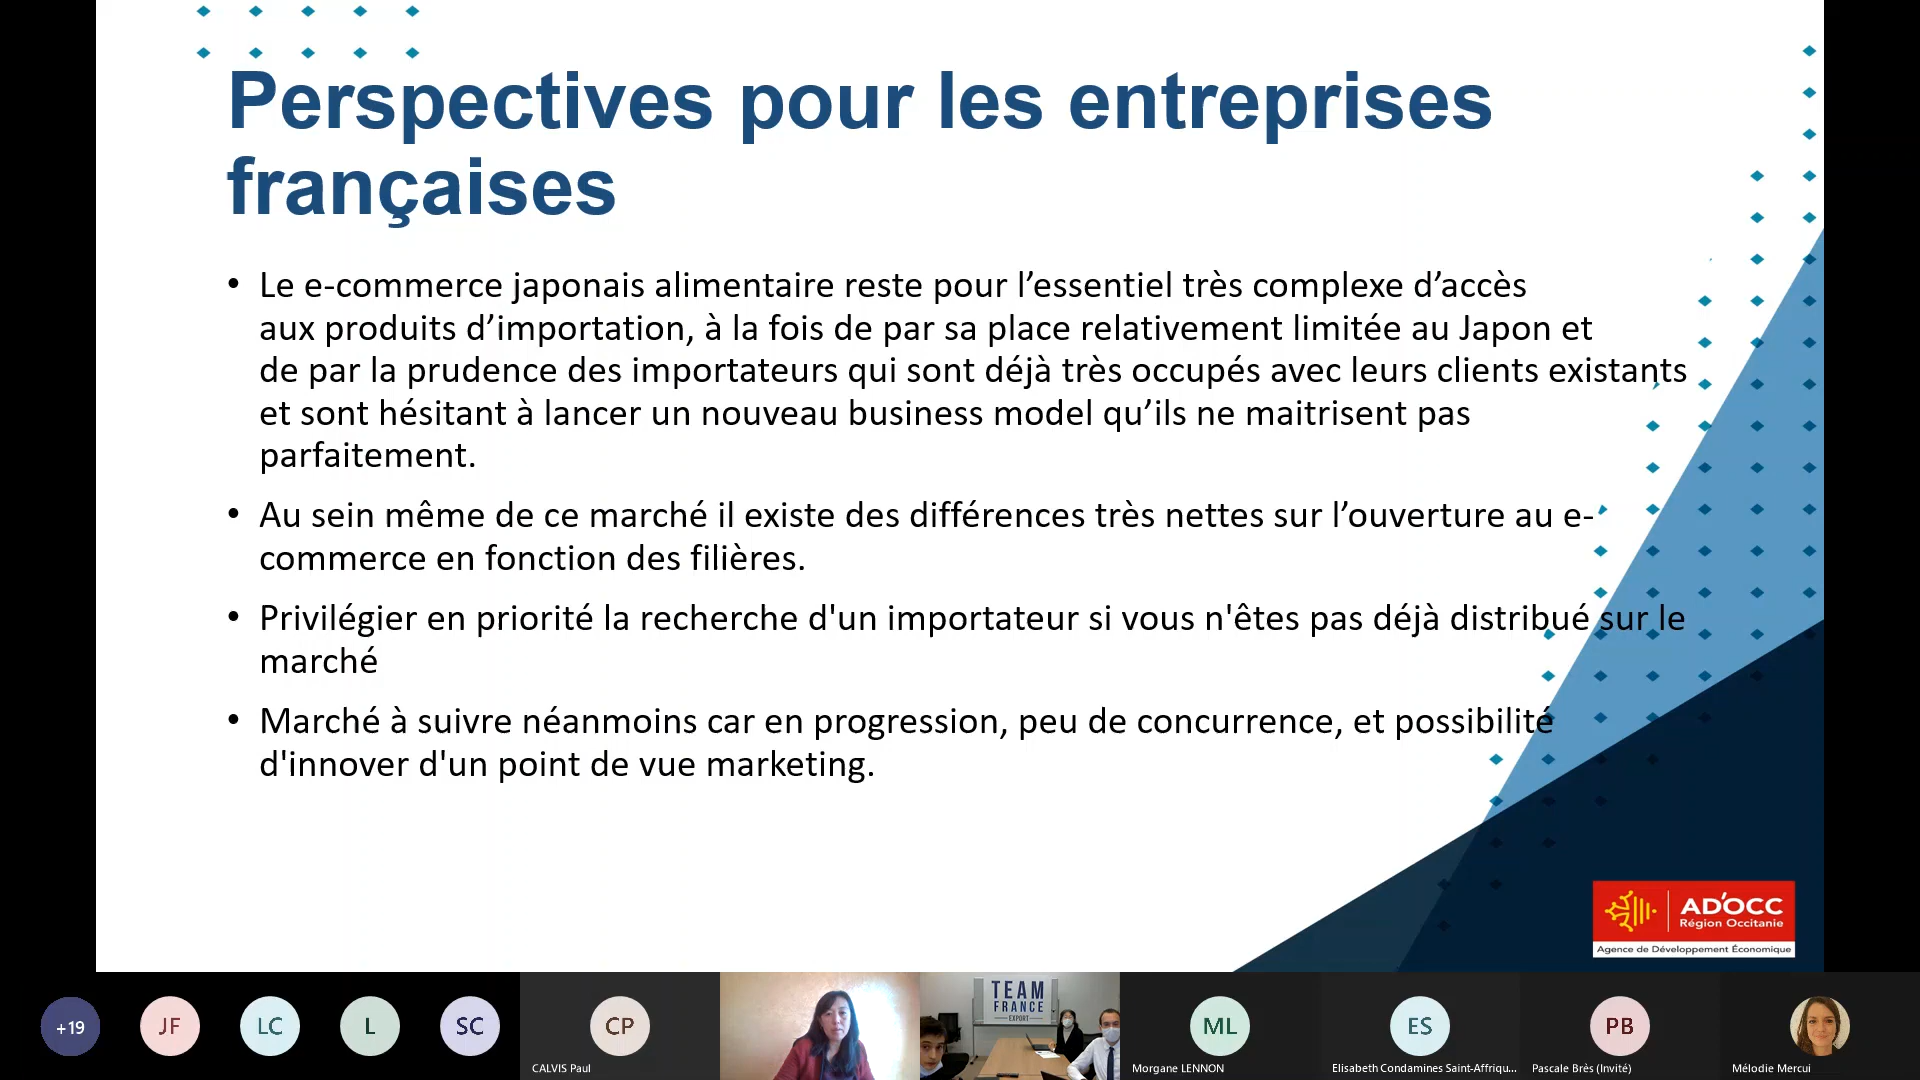 Perspectives pour les entreprises
françaises
• Le e-commerce japonais alimentaire reste pour l’essentiel très complexe d’accès
aux produits d’importation, à la fois de par sa place relativement limitée au Japon et
de par la prudence des importateurs qui sont déjà très occupés avec leurs clients existants
et sont hésitant à lancer un nouveau business model qu’ils ne maitrisent pas
parfaitement.
• Au sein même de ce marché il existe des différences très nettes sur l’ouverture au e-
commerce en fonction des filières.
• Privilégier en priorité la recherche d'un importateur si vous n'êtes pas déjà distribué sur le
marché
• Marché à suivre néanmoins car en progression, peu de concurrence, et possibilité
d'innover d'un point de vue marketing.
AD'OCC
Région Occitanie
Agence de Développement Économique
+19
JF
LC
L
SC
CP
CALVIS Paul
TEAM
FRANCE
EXPORT
ML
Morgane LENNON
ES
Elisabeth Condamines Saint-Affriqu...
PB
Pascale Brès (Invité)
Mélodie Mercui